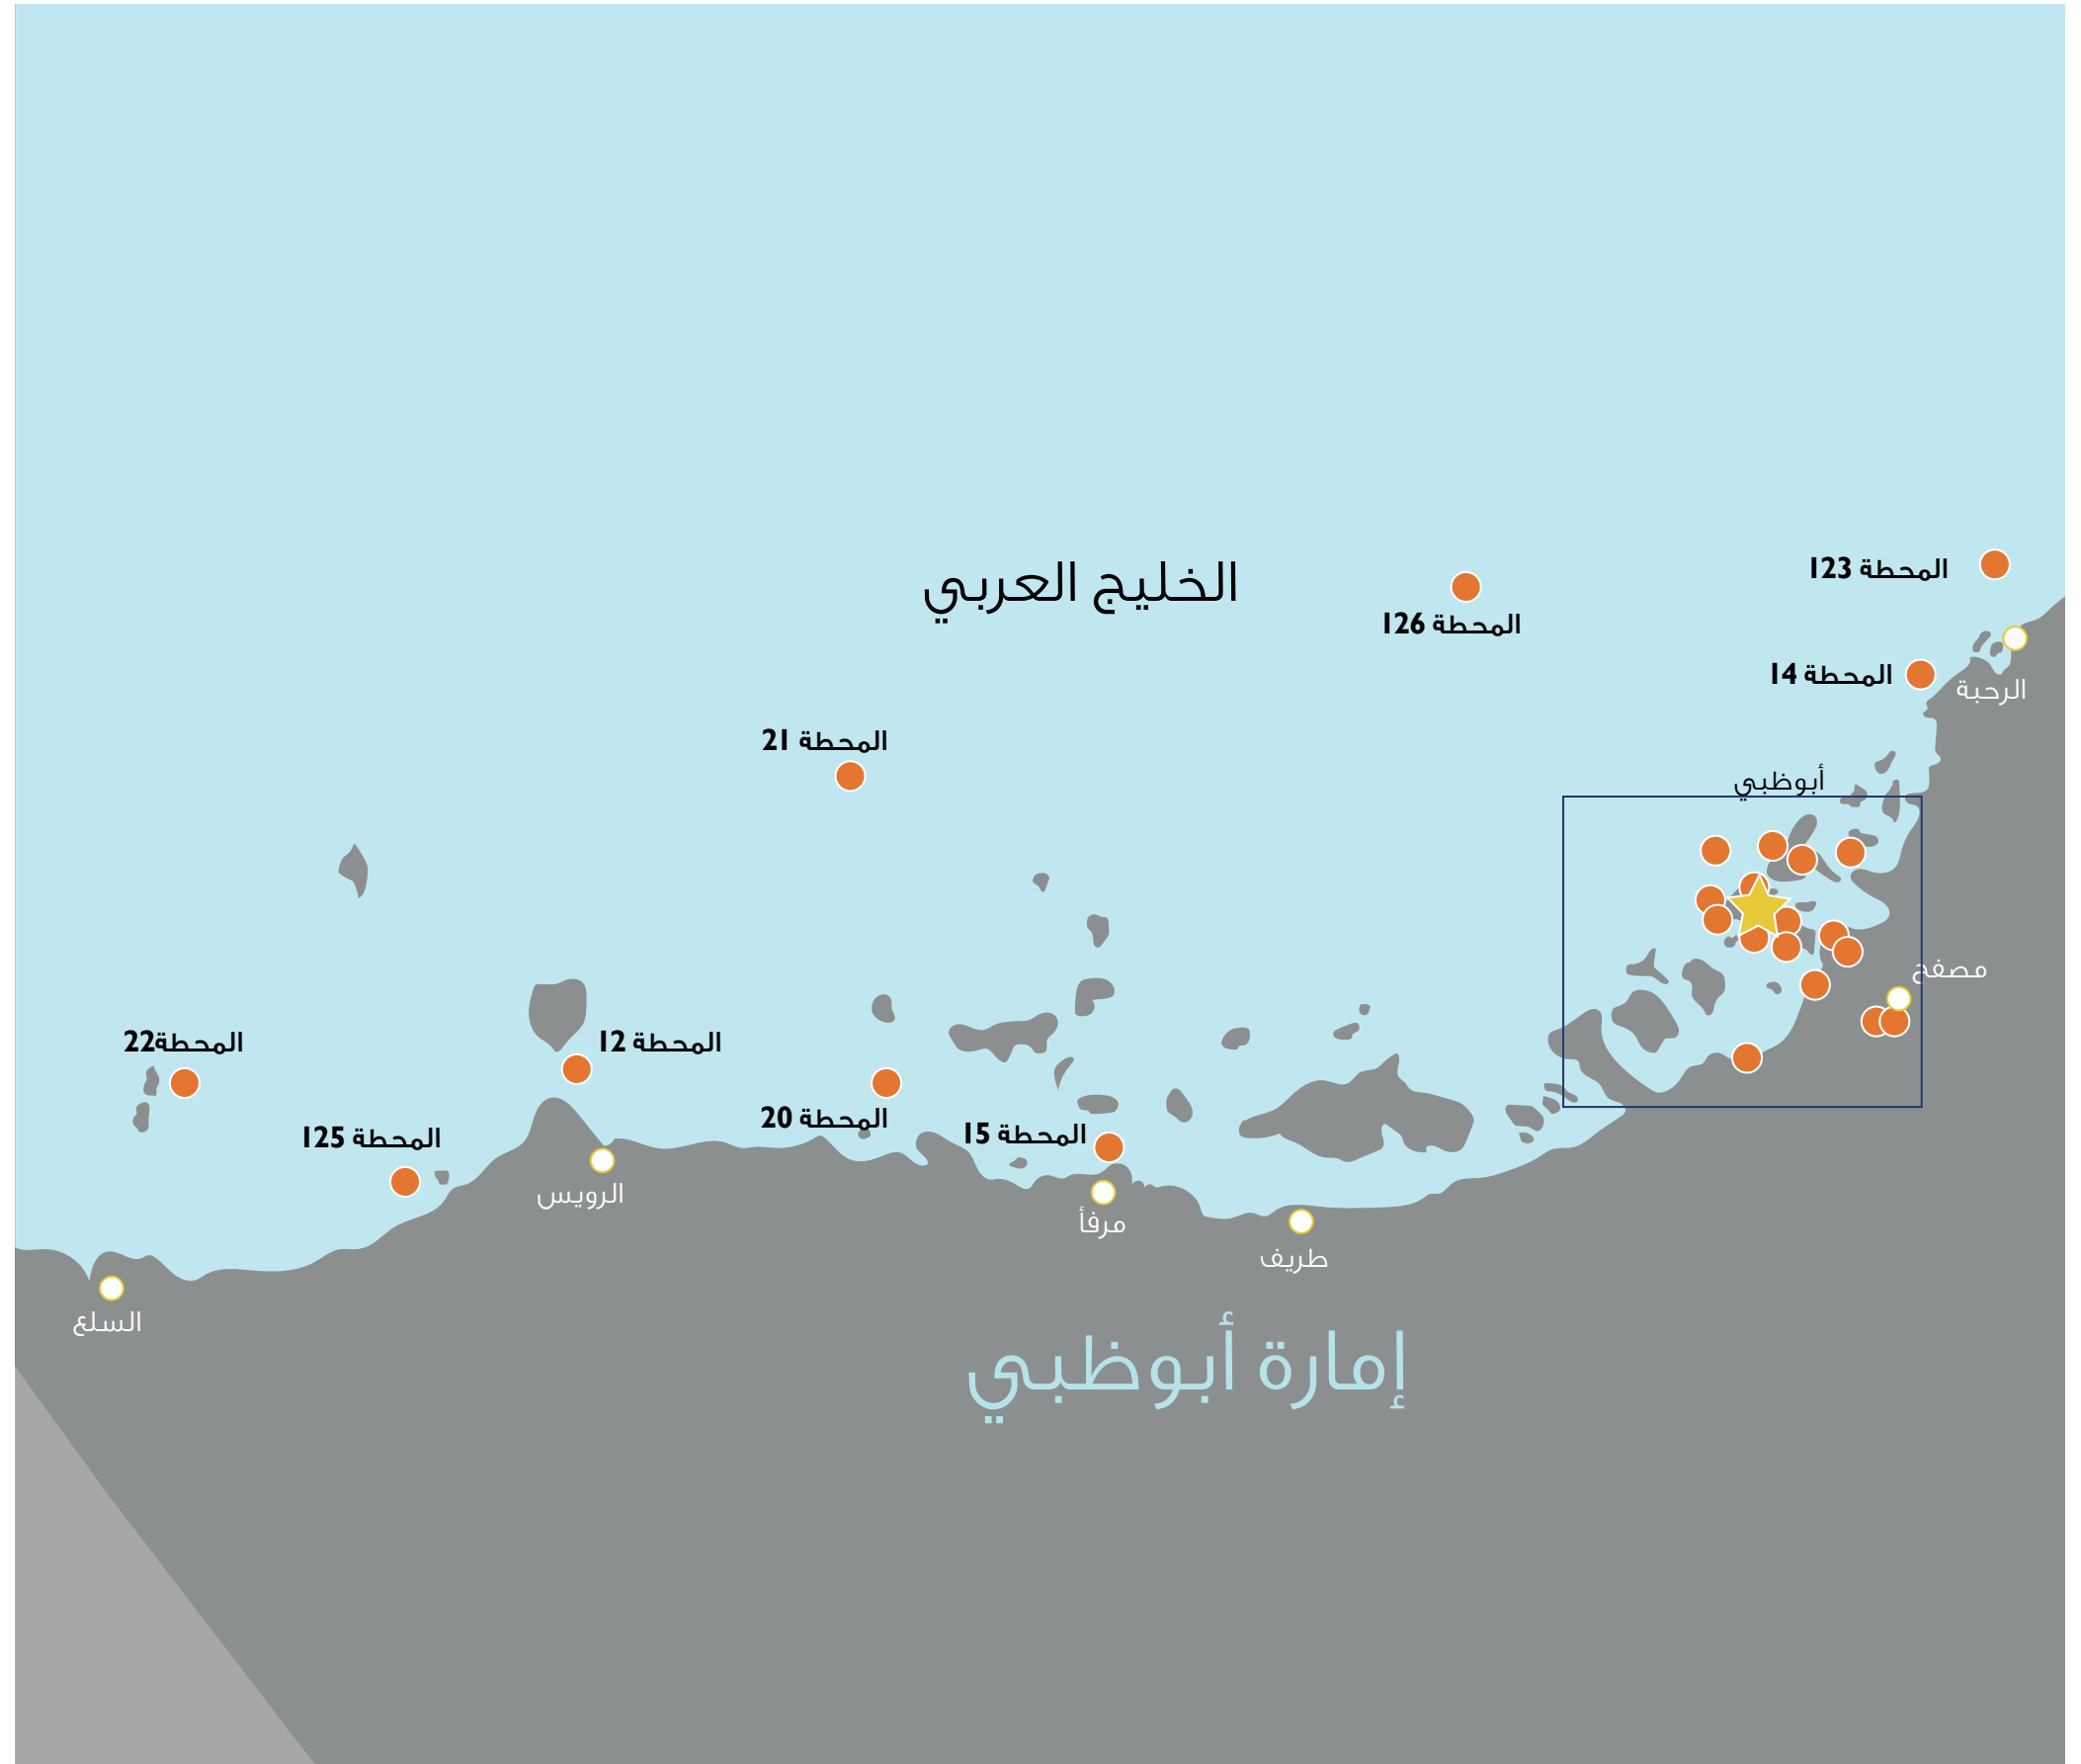 الخليج العربي
المحطة 123
المحطة 126
المحطة 14
الرحبة
المحطة 21
أبوظبي
مصفح
المحطة 12
المحطة22
المحطة 20
المحطة 15
المحطة 125
الرويس
مرفأ
طريف
السلع
إمارة أبوظبي